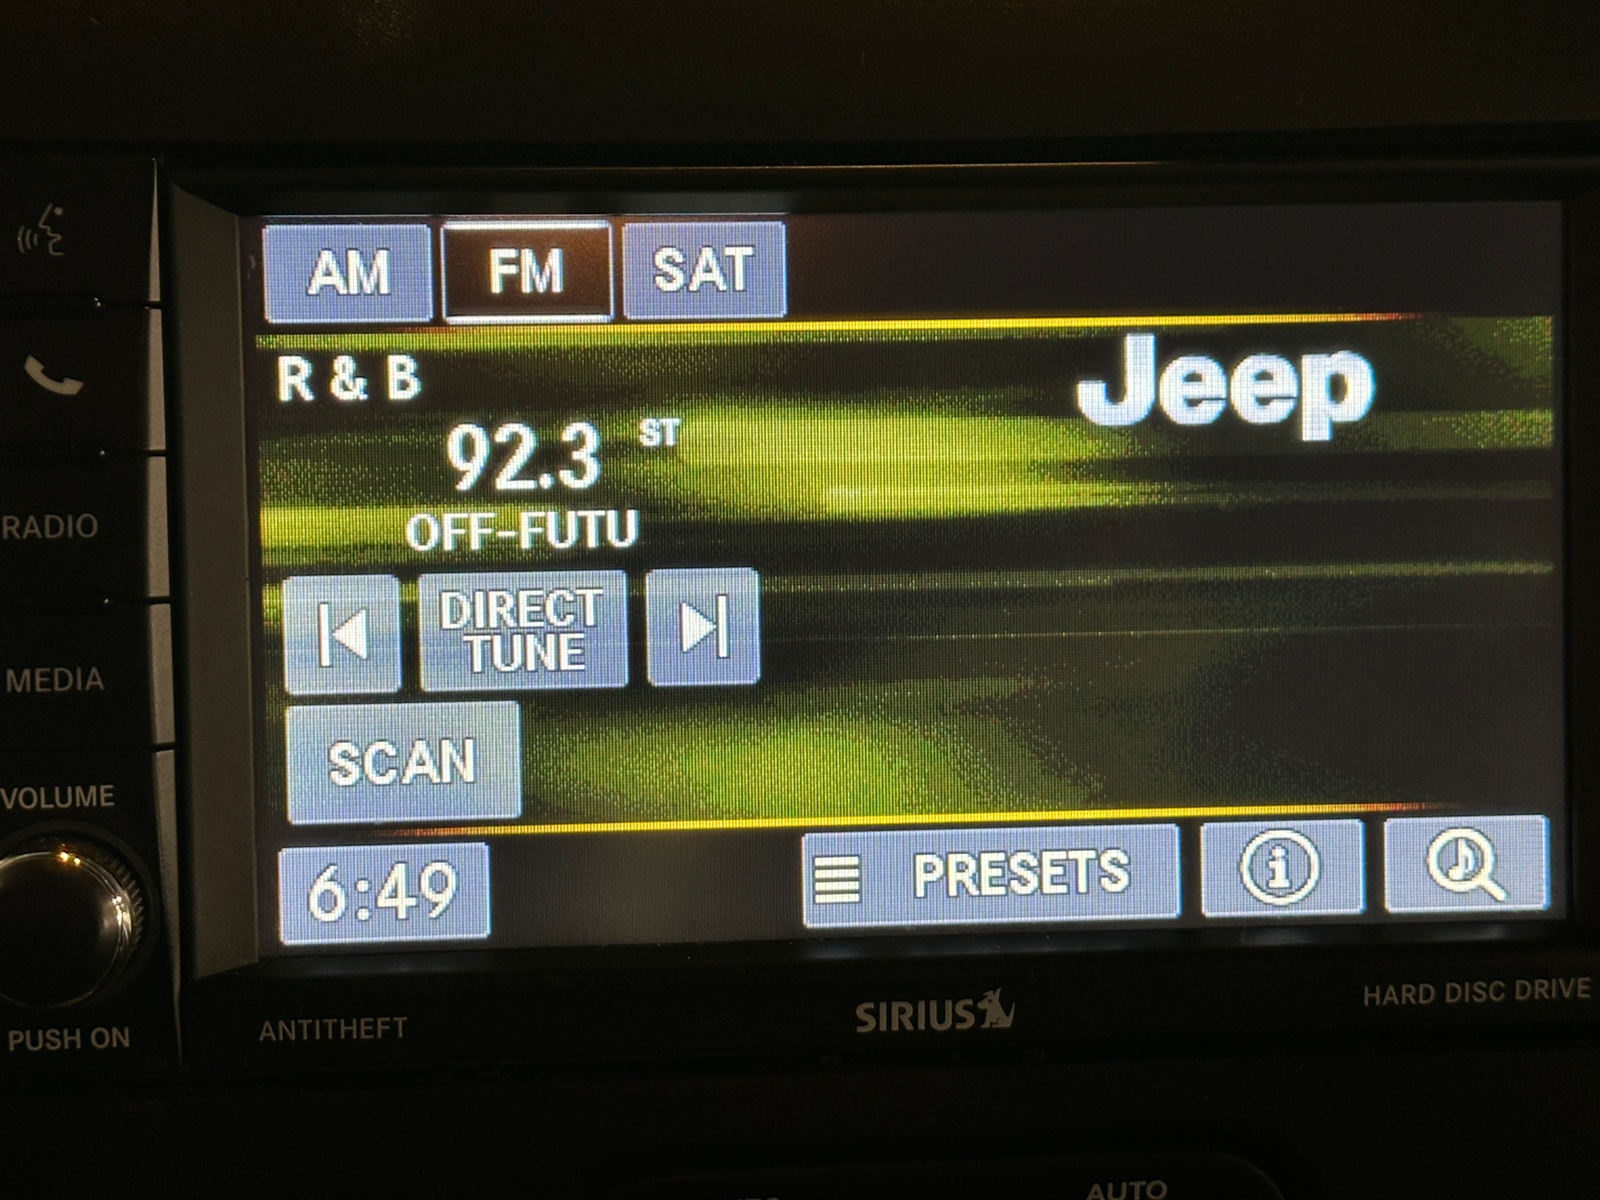 AM FM SAT
R & B
Jeep
92.3 ST
OFF-FUTU
RADIO
DIRECT
TUNE
MEDIA
SCAN
VOLUME
6:49 PRESETS i
PUSH ON
ANTITHEFT
SIRIUS
HARD DISC DRIVE
AUTO